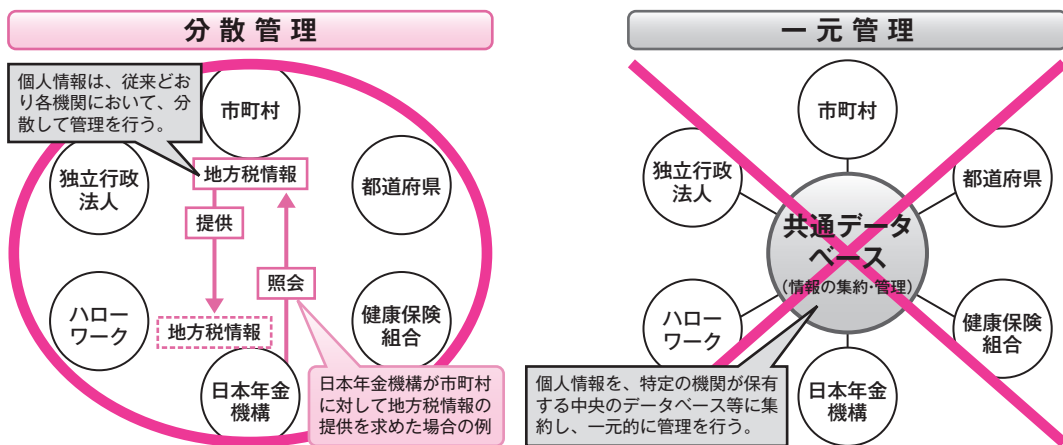 分散管理
個人情報は、従来どお
り各機関において、分
散して管理を行う。
市町村
独立行政
法人
地方税情報
都道府県
提供
照会
ハロー
ワーク
地方税情報
健康保険
組合
日本年金
機構
日本年金機構が市町村
に対して地方税情報の
提供を求めた場合の例
一元管理
市町村
独立行政
法人
都道府県
共通データ
ベース
（情報の集約・管理）
ハロー
ワーク
健康保険
組合
日本年金
機構
個人情報を、特定の機関が保有
する中央のデータベース等に集
約し、一元的に管理を行う。